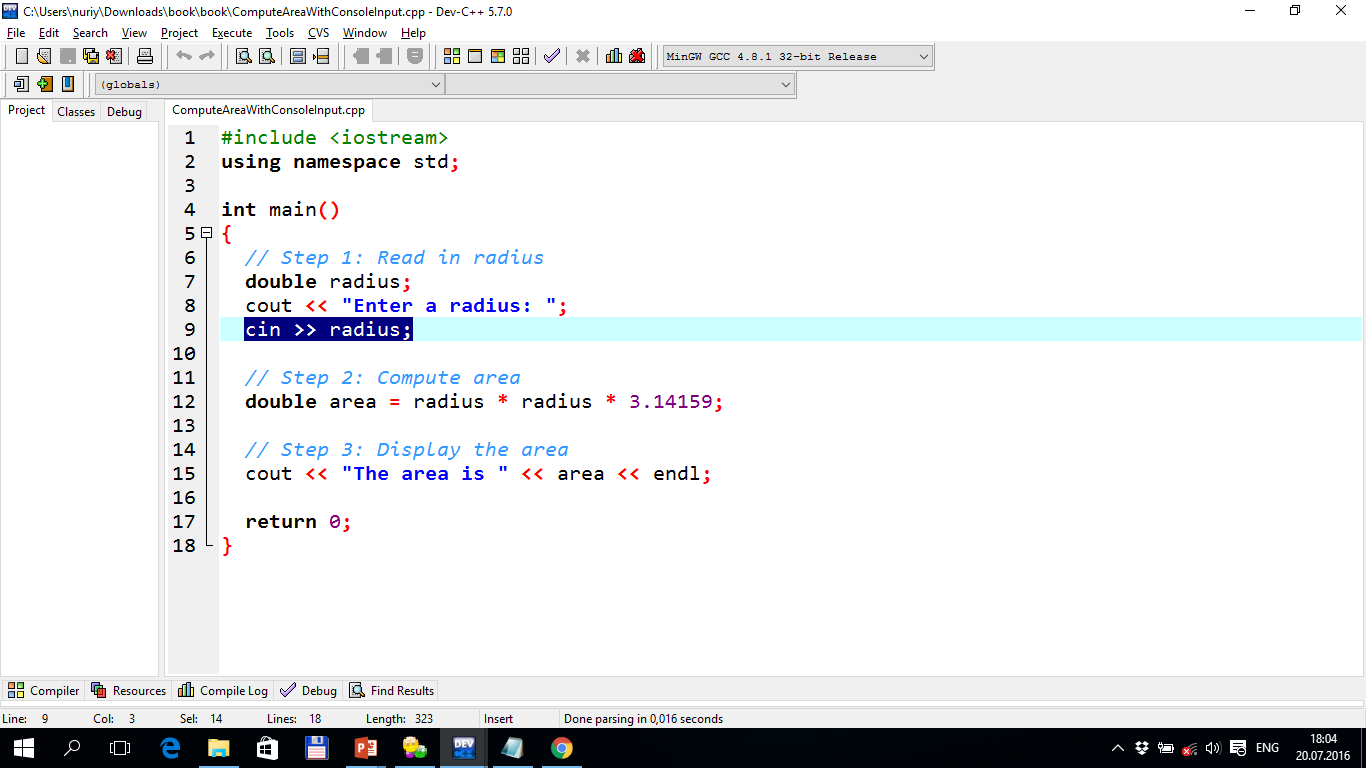 C:\Users\nuriy\Downloads\book\book\ComputeAreaWithConsoleInput.cpp - Dev-C++ 5.7.0
File Edit Search View Project Execute Tools CVS Window Help
MinGW GCC 4.8.1 32-bit Release
(globals)
Project Classes Debug
ComputeAreaWithConsoleInput.cpp
1 #include <iostream>
2 using namespace std;
3
4 int main()
5 {
6 // Step 1: Read in radius
7 double radius;
8 cout << "Enter a radius: ";
9 cin >> radius;
10
11 // Step 2: Compute area
12 double area = radius * radius * 3.14159;
13
14 // Step 3: Display the area
15 cout << "The area is " << area << endl;
16
17 return 0;
18 }
Compiler Resources Compile Log Debug Find Results
Line: 9 Col: 3 Sel: 14 Lines: 18 Length: 323 Insert Done parsing in 0,016 seconds
DEV ENG 18:04
20.07.2016